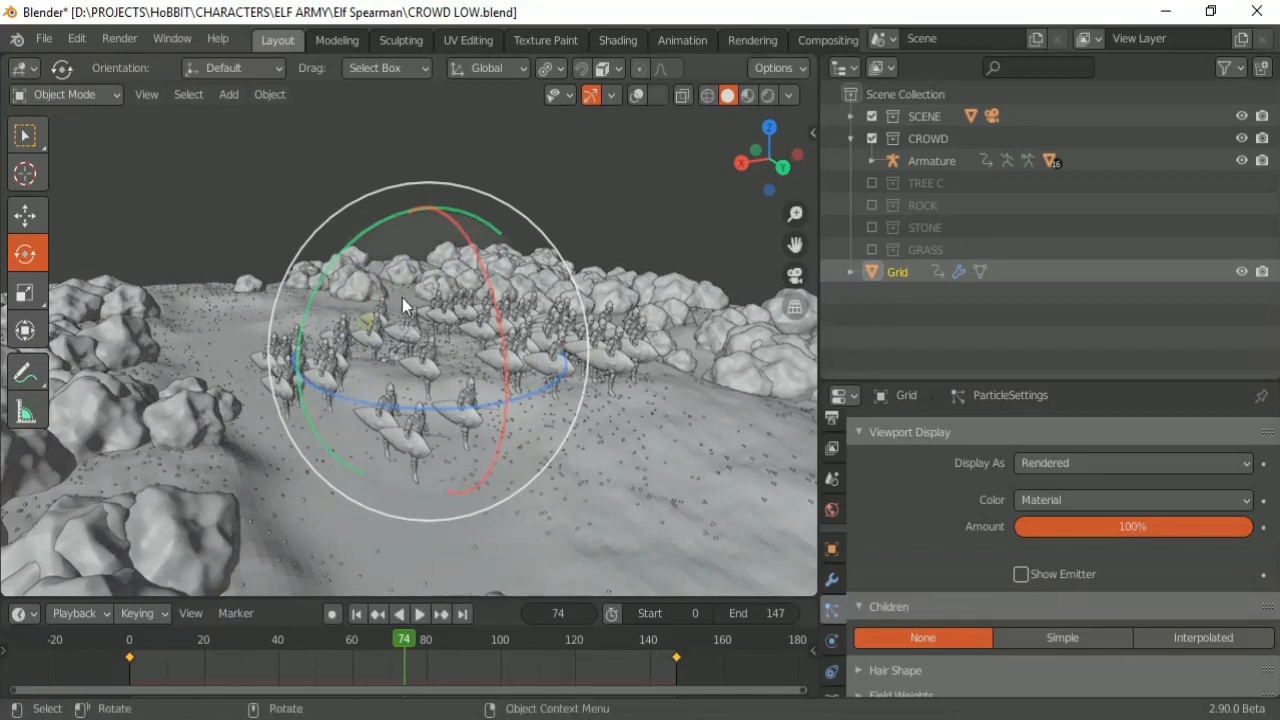 Blender* [D:\PROJECTS\HoBBIT\CHARACTERS\ELF ARMY\Elf Spearman\CROWD LOW.blend]
File Edit Render Window Help Layout Modeling Sculpting UV Editing Texture Paint Shading Animation Rendering Compositing Scene View Layer
Orientation: Default Drag: Select Box Global Options
Object Mode View Select Add Object
Scene Collection
SCENE
CROWD
Armature 16
TREE C
ROCK
STONE
GRASS
Grid
Z
X
Y
Grid ParticleSettings
Viewport Display
Display As Rendered
Color Material
Amount 100%
Show Emitter
Children
None Simple Interpolated
Hair Shape
Field Weights
Playback Keying View Marker 74 Start 0 End 147
-20 0 20 40 60 74 80 100 120 140 160 180
Select Rotate Rotate Object Context Menu 2.90.0 Beta